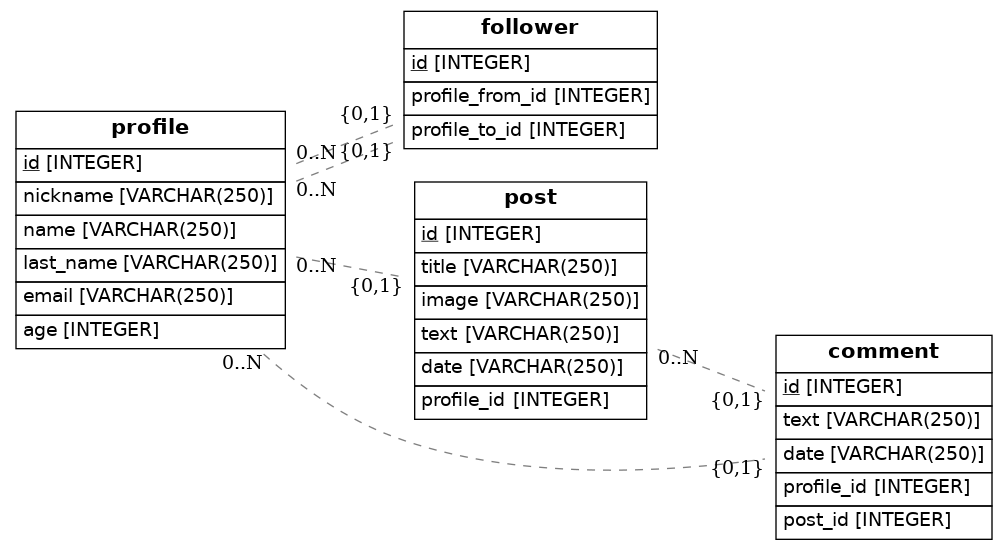 follower
id [INTEGER]
profile_from_id [INTEGER]
profile_to_id [INTEGER]
profile
id [INTEGER]
nickname [VARCHAR(250)]
name [VARCHAR(250)]
last_name [VARCHAR(250)]
email [VARCHAR(250)]
age [INTEGER]
{0,1}
0..N
{0,1}
0..N
post
id [INTEGER]
title [VARCHAR(250)]
image [VARCHAR(250)]
text [VARCHAR(250)]
date [VARCHAR(250)]
profile_id [INTEGER]
0..N
{0,1}
comment
id [INTEGER]
text [VARCHAR(250)]
date [VARCHAR(250)]
profile_id [INTEGER]
post_id [INTEGER]
0..N
{0,1}
0..N
{0,1}